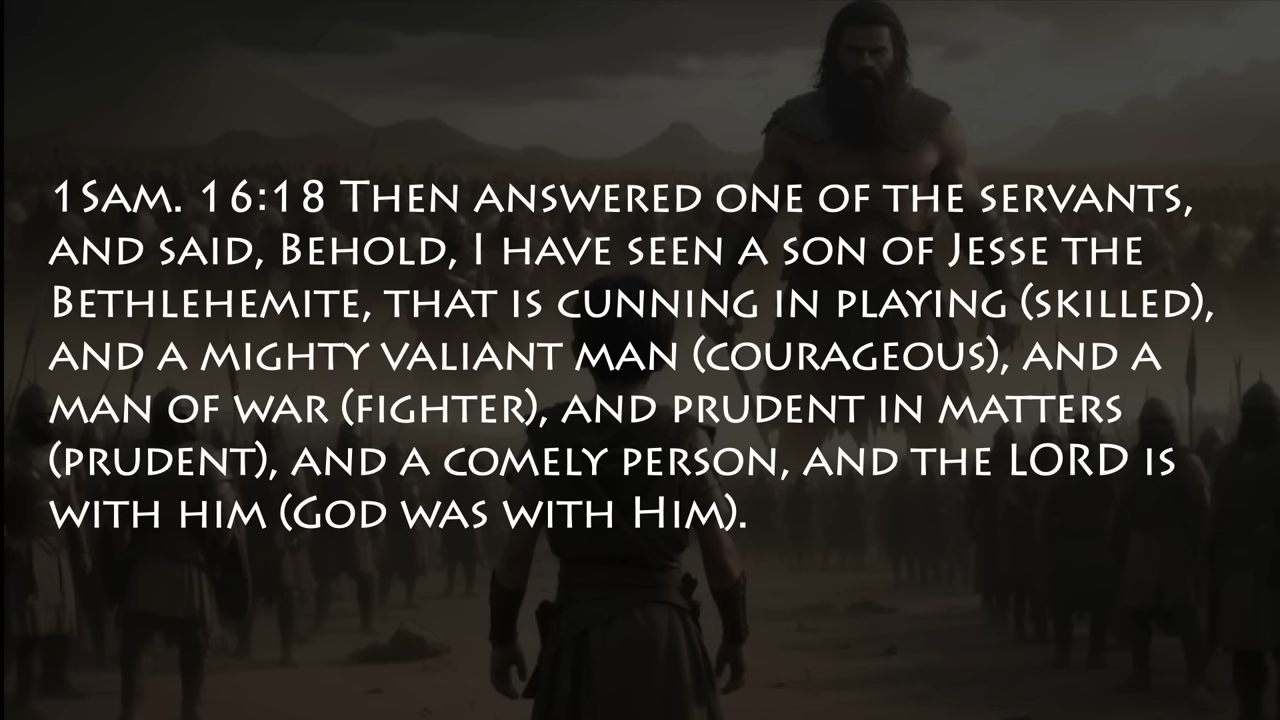 1Sam. 16:18 Then answered one of the servants,
and said, Behold, I have seen a son of Jesse the
Bethlehemite, that is cunning in playing (skilled),
and a mighty valiant man (courageous), and a
man of war (fighter), and prudent in matters
(prudent), and a comely person, and the LORD is
with him (God was with Him).